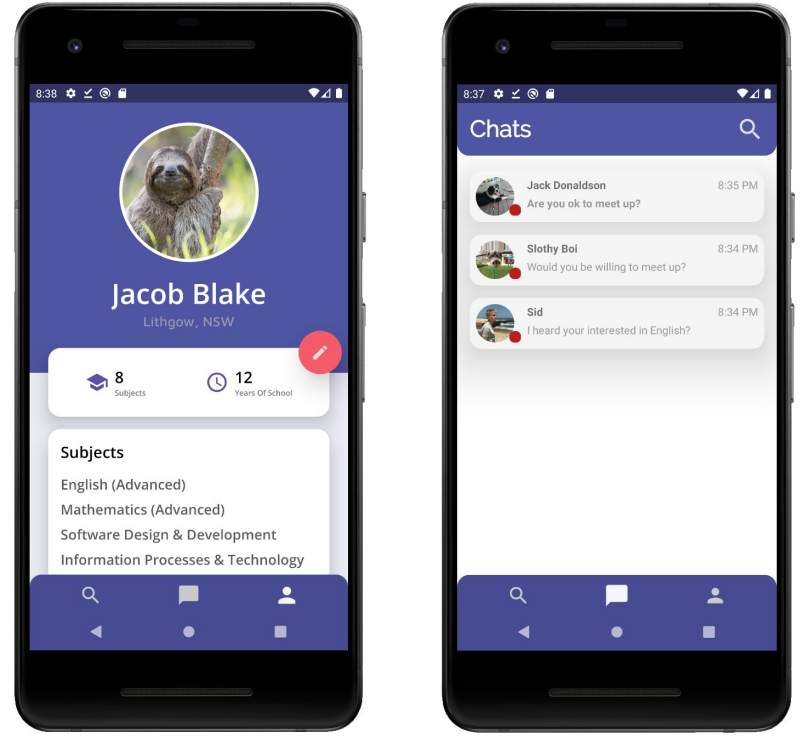 8:38
Jacob Blake
Lithgow, NSW
8
Subjects
12
Years Of School
Subjects
English (Advanced)
Mathematics (Advanced)
Software Design & Development
Information Processes & Technology
8:37
Chats
Jack Donaldson 8:35 PM
Are you ok to meet up?
Slothy Boi 8:34 PM
Would you be willing to meet up?
Sid 8:34 PM
I heard your interested in English?